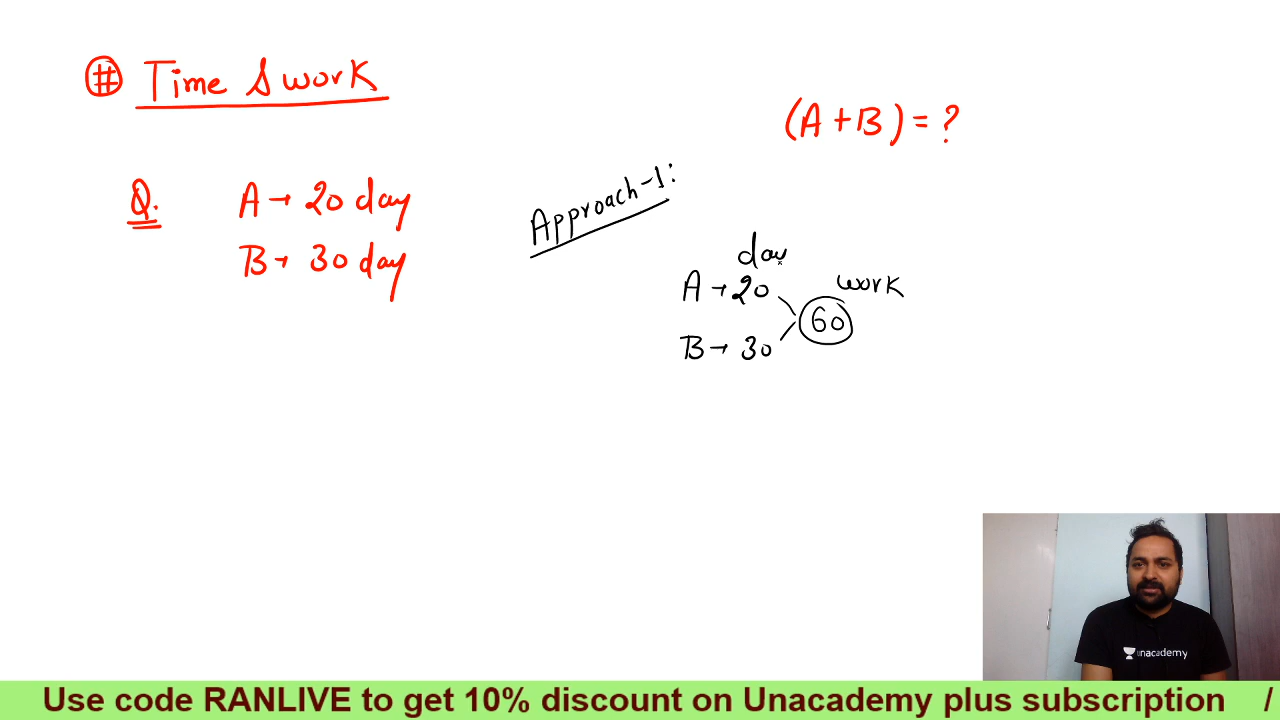 # Time & work
(A + B) = ?
Q. A → 20 day
B → 30 day
Approach-1:
day
work
A → 20
60
B → 30
unacademy
Use code RANLIVE to get 10% discount on Unacademy plus subscription /